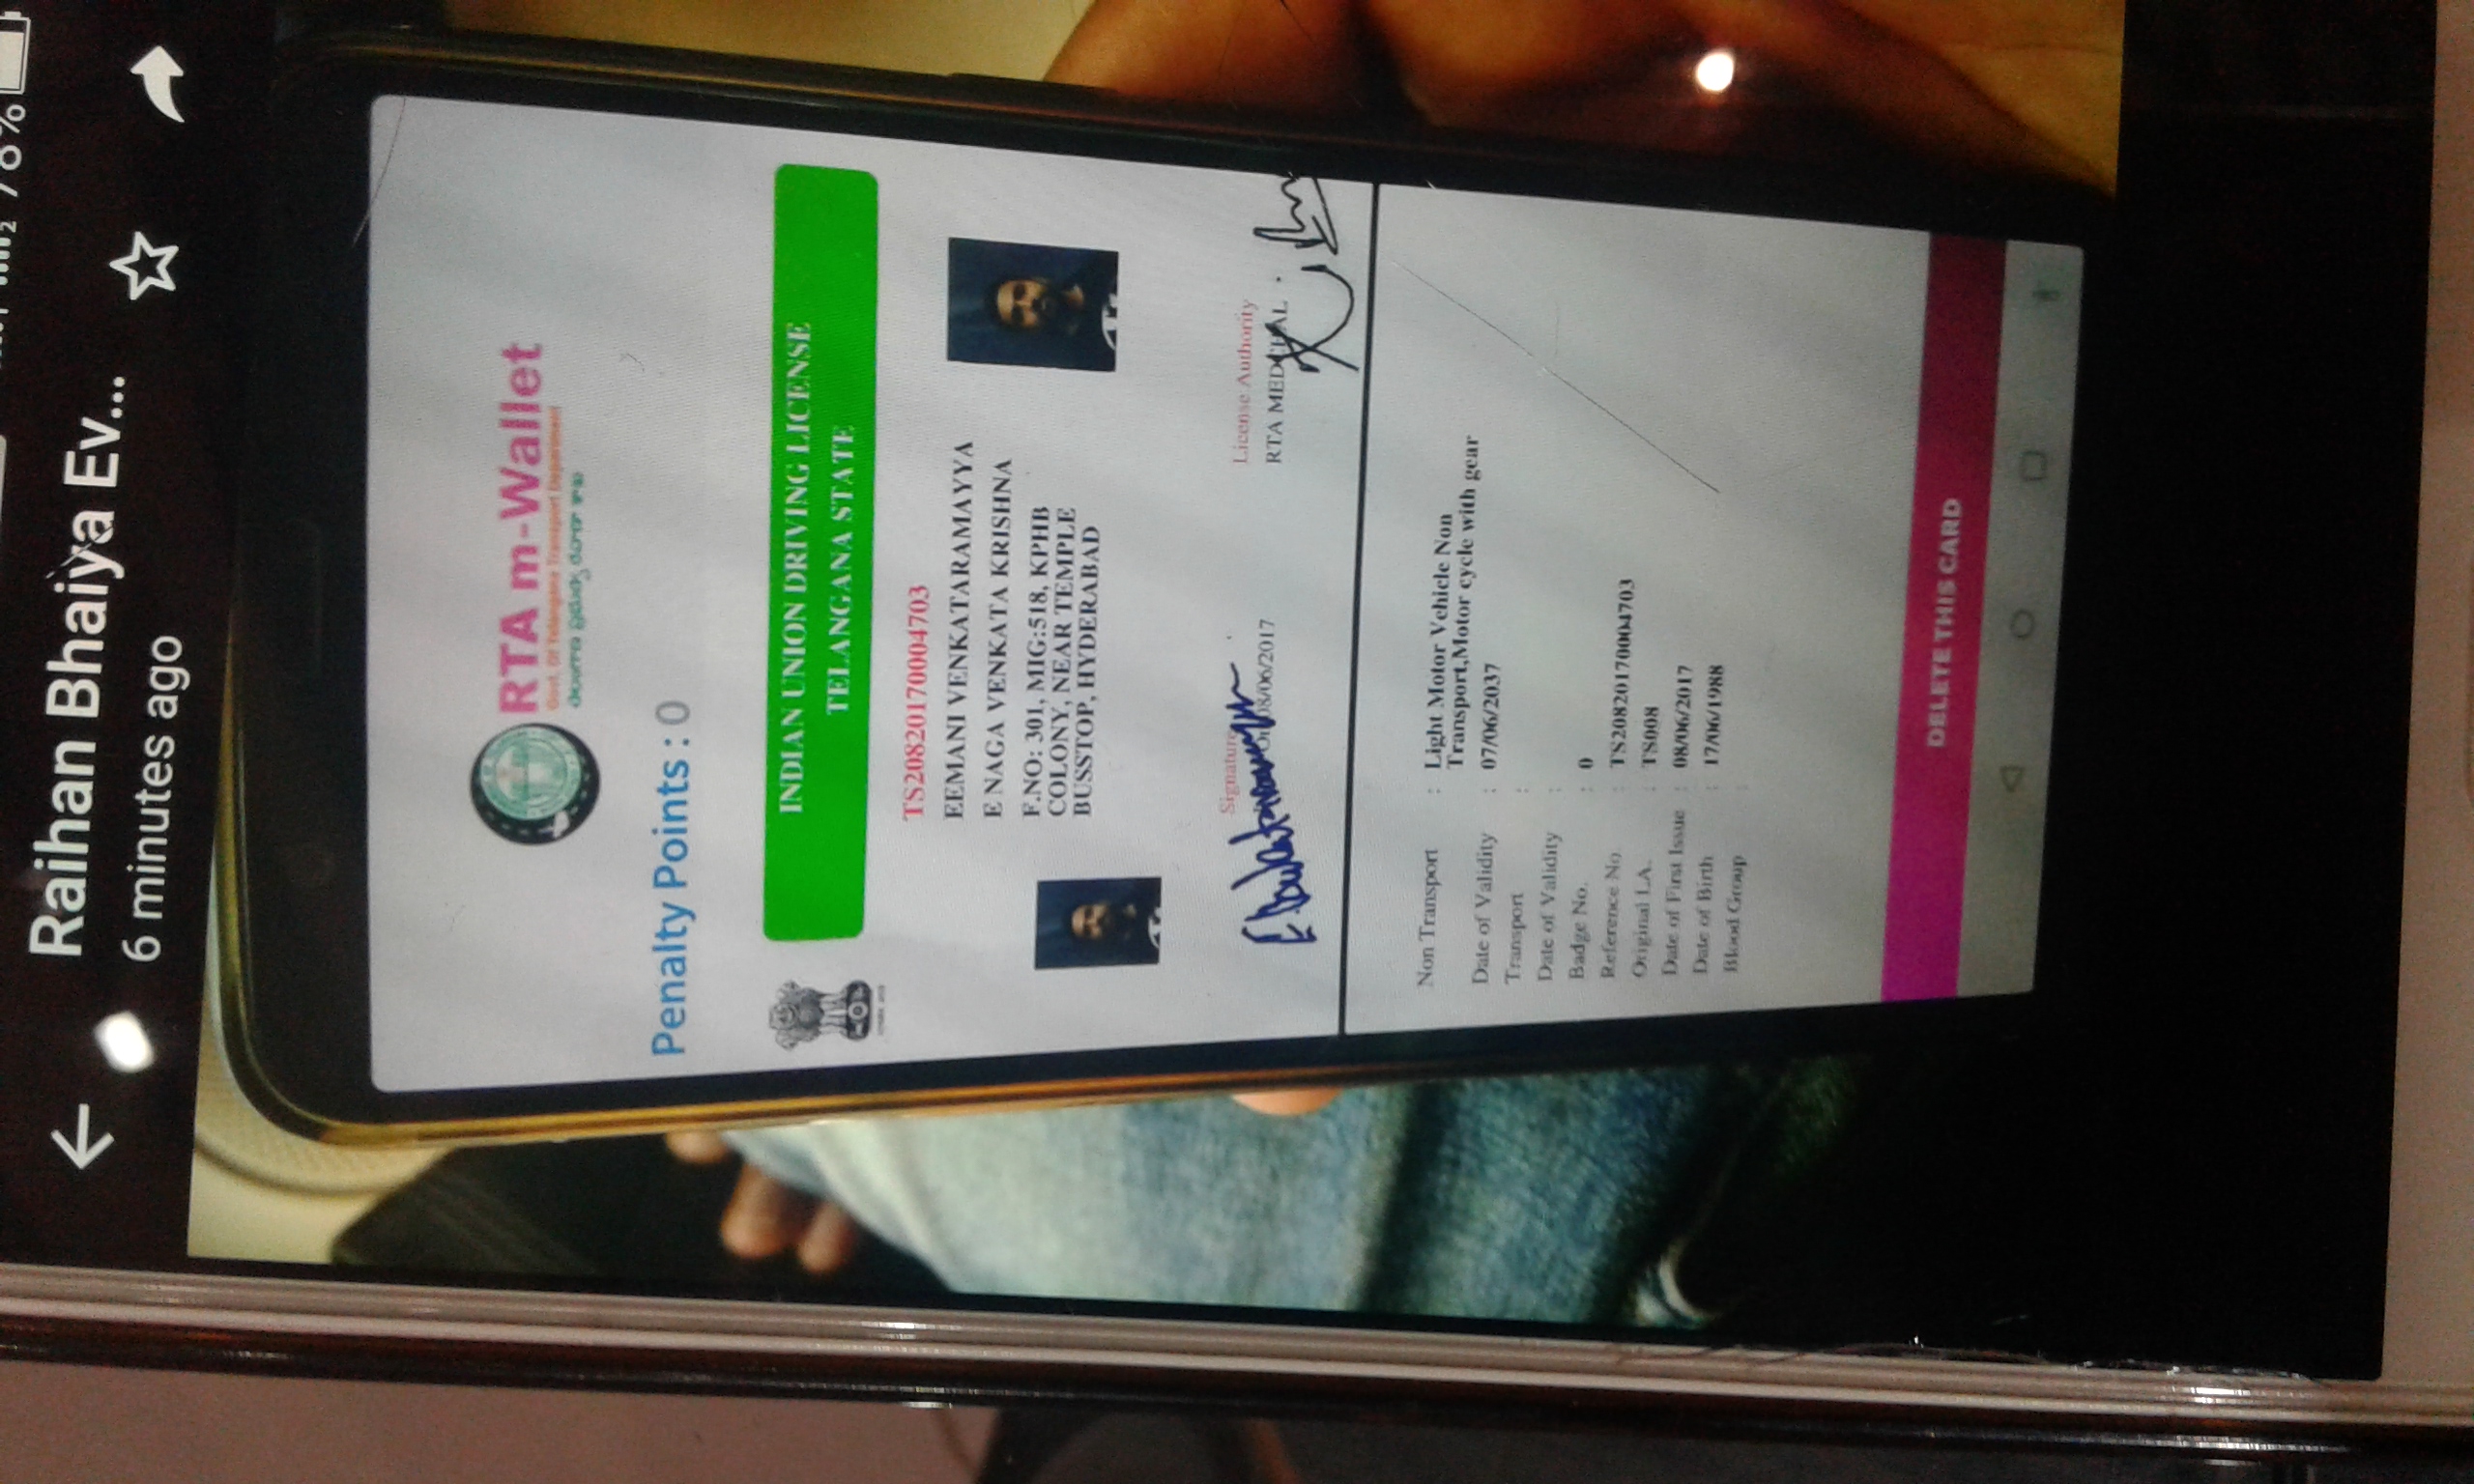 78%
Raihan Bhaiya Ev...
6 minutes ago
RTA m-Wallet
Govt. Of Telangana Transport Department
Penalty Points : 0
INDIAN UNION DRIVING LICENSE
TELANGANA STATE
TS20820170004703
EEMANI VENKATARAMAYYA
E NAGA VENKATA KRISHNA
F.NO: 301, MIG:518, KPHB
COLONY, NEAR TEMPLE
BUSSTOP, HYDERABAD
Signature
On 08/06/2017
License Authority
RTA MEDCHAL
Non Transport : Light Motor Vehicle Non
Transport,Motor cycle with gear
Date of Validity : 07/06/2037
Transport :
Date of Validity :
Badge No. : 0
Reference No : TS20820170004703
Original LA. : TS008
Date of First Issue : 08/06/2017
Date of Birth : 17/06/1988
Blood Group :
DELETE THIS CARD